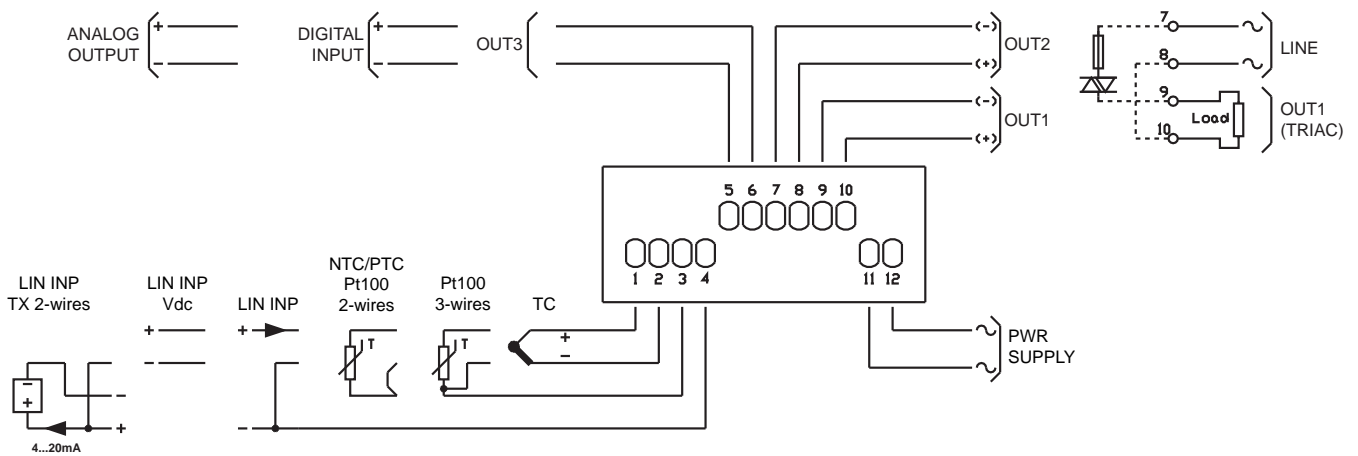 ANALOG
OUTPUT
+
-
DIGITAL
INPUT
+
-
OUT3
(-)
(+)
OUT2
(-)
(+)
OUT1
7
8
LINE
9
10
Load
OUT1
(TRIAC)
5 6 7 8 9 10
1 2 3 4
11 12
LIN INP
TX 2-wires
-
+
-
+
4...20mA
LIN INP
Vdc
+
-
LIN INP
+
-
NTC/PTC
Pt100
2-wires
T
Pt100
3-wires
T
TC
+
-
PWR
SUPPLY